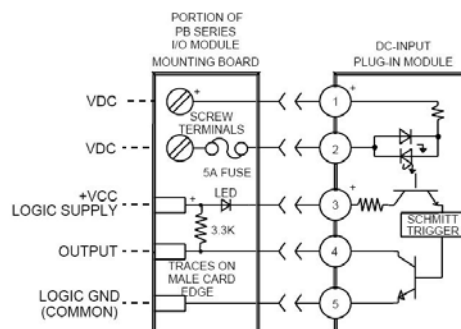 PORTION OF
PB SERIES
I/O MODULE
MOUNTING BOARD
DC-INPUT
PLUG-IN MODULE
VDC
+
SCREW
TERMINALS
1
+
VDC
5A FUSE
2
+VCC
LOGIC SUPPLY
+
LED
3
+
3.3K
SCHMITT
TRIGGER
OUTPUT
4
TRACES ON
MALE CARD
EDGE
LOGIC GND
(COMMON)
5